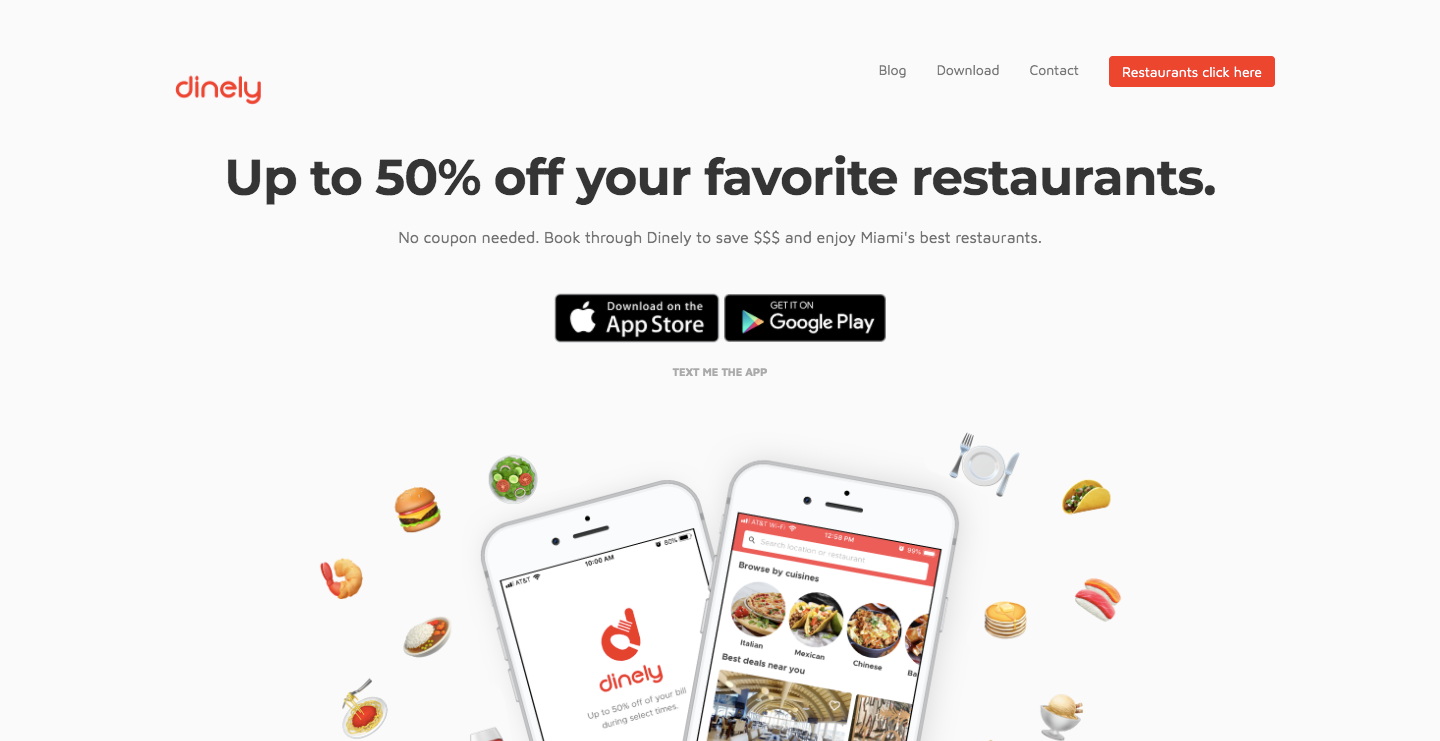 dinely
Blog
Download
Contact
Restaurants click here
Up to 50% off your favorite restaurants.
No coupon needed. Book through Dinely to save $$$ and enjoy Miami's best restaurants.
Download on the
App Store
GET IT ON
Google Play
TEXT ME THE APP
AT&T
10:00 AM
80%
dinely
Up to 50% off of your bill
during select times.
AT&T Wi-Fi
12:58 PM
99%
Search location or restaurant
Browse by cuisines
Italian
Mexican
Chinese
Ba
Best deals near you